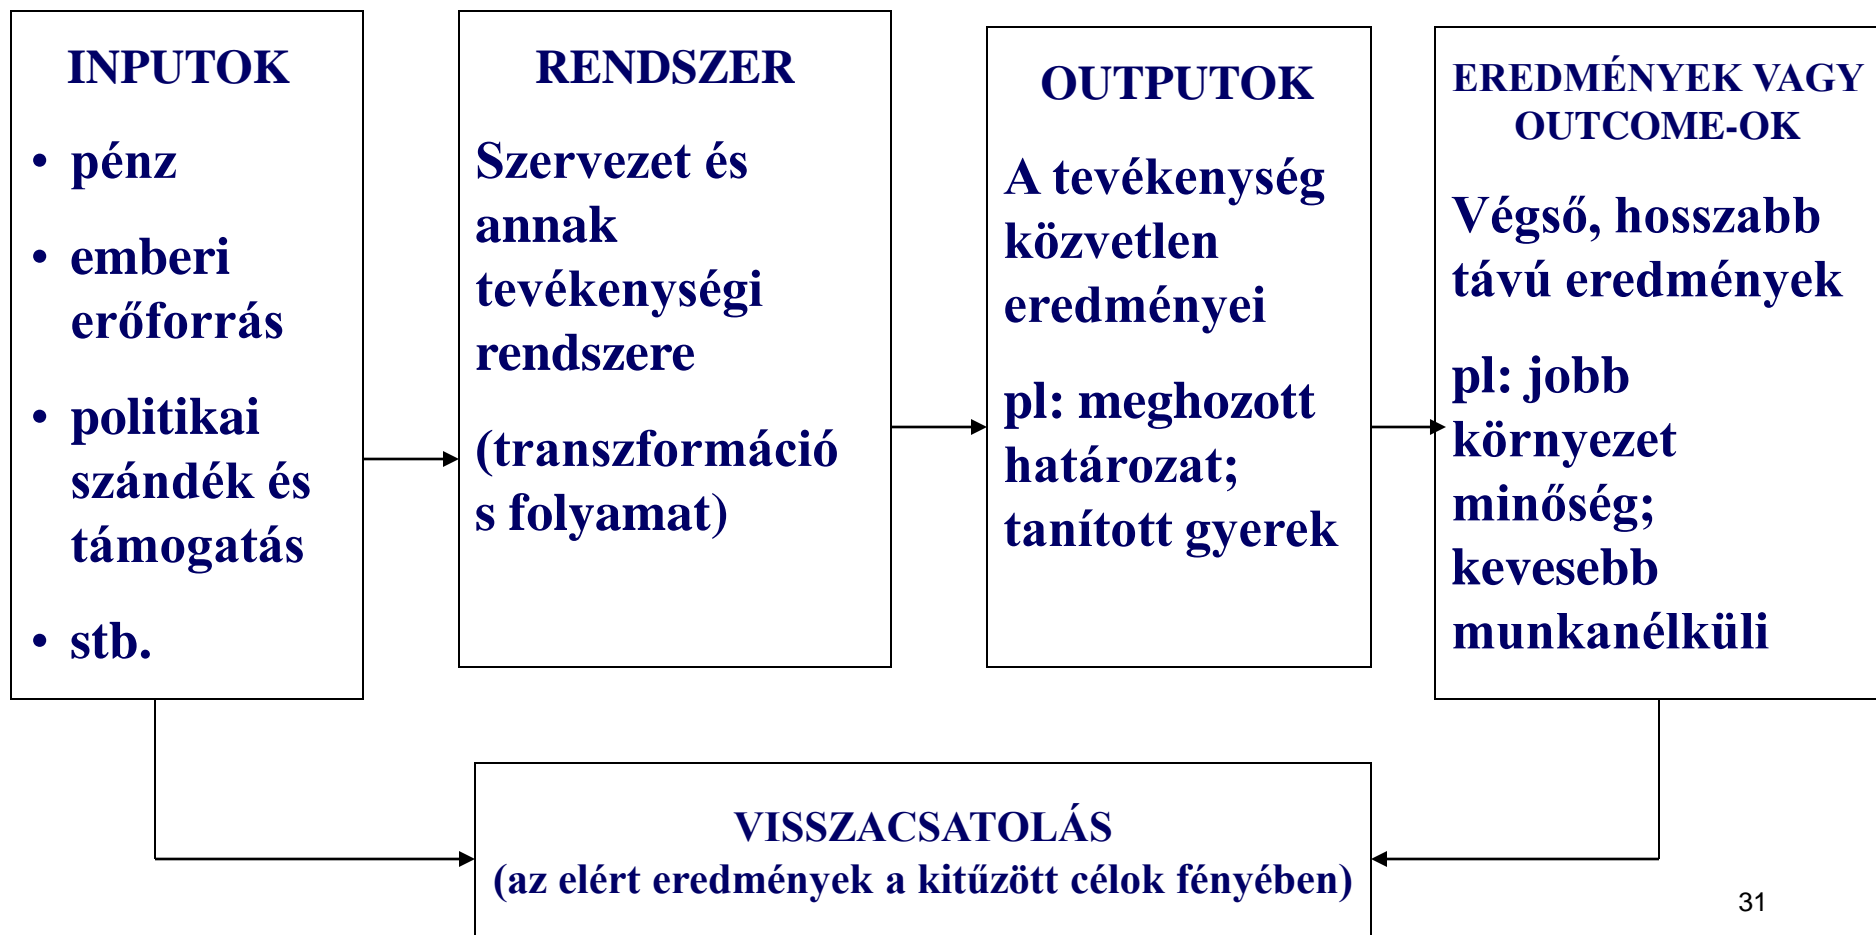 INPUTOK
• pénz
• emberi
erőforrás
• politikai
szándék és
támogatás
• stb.
RENDSZER
Szervezet és
annak
tevékenységi
rendszere
(transzformáció
s folyamat)
OUTPUTOK
A tevékenység
közvetlen
eredményei
pl: meghozott
határozat;
tanított gyerek
EREDMÉNYEK VAGY
OUTCOME-OK
Végső, hosszabb
távú eredmények
pl: jobb
környezet
minőség;
kevesebb
munkanélküli
VISSZACSATOLÁS
(az elért eredmények a kitűzött célok fényében)
31